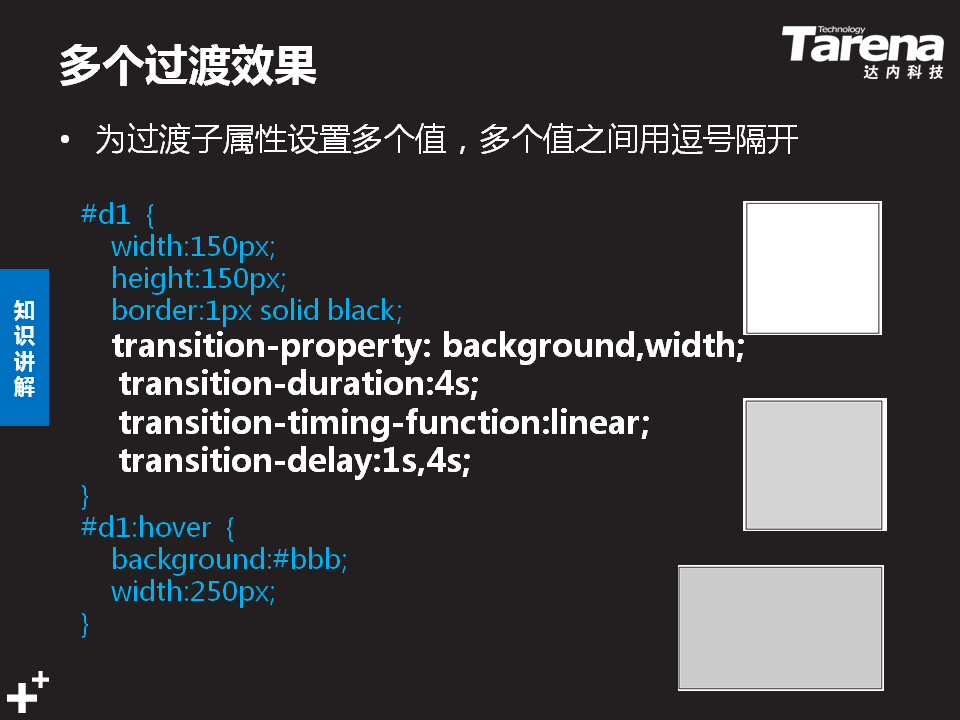 多个过渡效果
Technology
Tarena
达内科技
• 为过渡子属性设置多个值，多个值之间用逗号隔开
#d1 {
width:150px;
height:150px;
border:1px solid black;
transition-property: background,width;
transition-duration:4s;
transition-timing-function:linear;
transition-delay:1s,4s;
}
#d1:hover {
background:#bbb;
width:250px;
}
知
识
讲
解